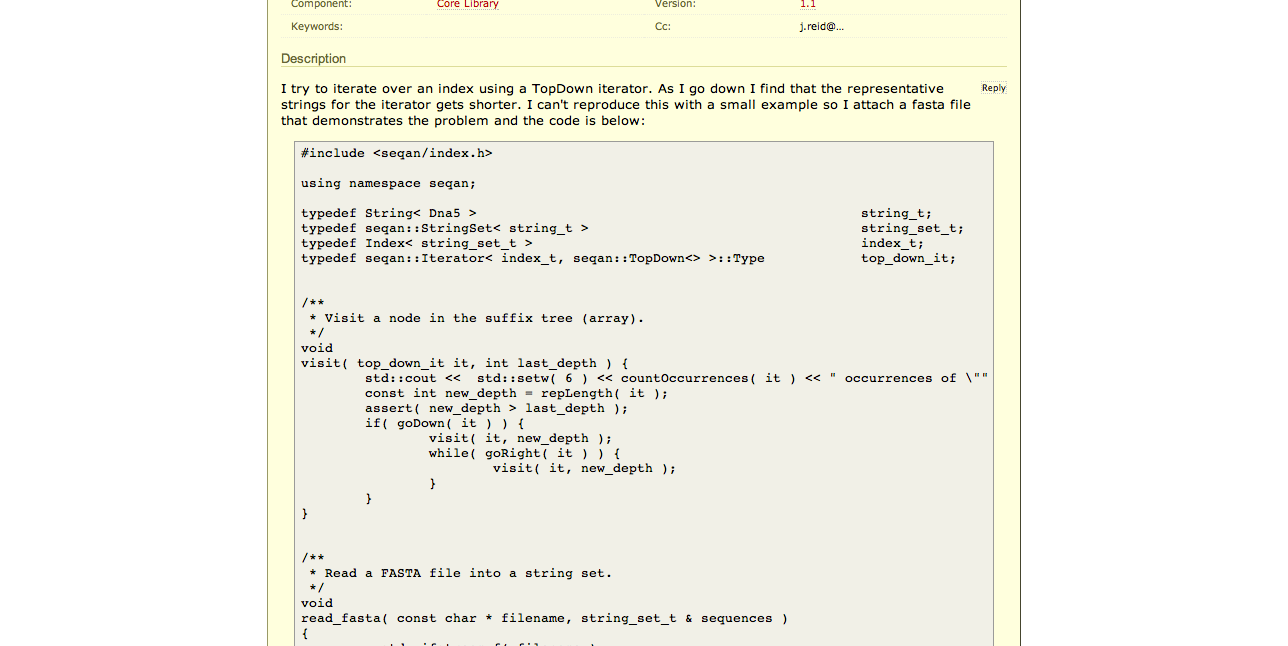 Component: Core Library Version: 1.1
Keywords: Cc: j.reid@...
Description
I try to iterate over an index using a TopDown iterator. As I go down I find that the representative Reply
strings for the iterator gets shorter. I can't reproduce this with a small example so I attach a fasta file
that demonstrates the problem and the code is below:
#include <seqan/index.h>
using namespace seqan;
typedef String< Dna5 > string_t;
typedef seqan::StringSet< string_t > string_set_t;
typedef Index< string_set_t > index_t;
typedef seqan::Iterator< index_t, seqan::TopDown<> >::Type top_down_it;
/**
 * Visit a node in the suffix tree (array).
 */
void
visit( top_down_it it, int last_depth ) {
        std::cout <<  std::setw( 6 ) << countOccurrences( it ) << " occurrences of \""
        const int new_depth = repLength( it );
        assert( new_depth > last_depth );
        if( goDown( it ) ) {
                visit( it, new_depth );
                while( goRight( it ) ) {
                        visit( it, new_depth );
                }
        }
}
/**
 * Read a FASTA file into a string set.
 */
void
read_fasta( const char * filename, string_set_t & sequences )
{